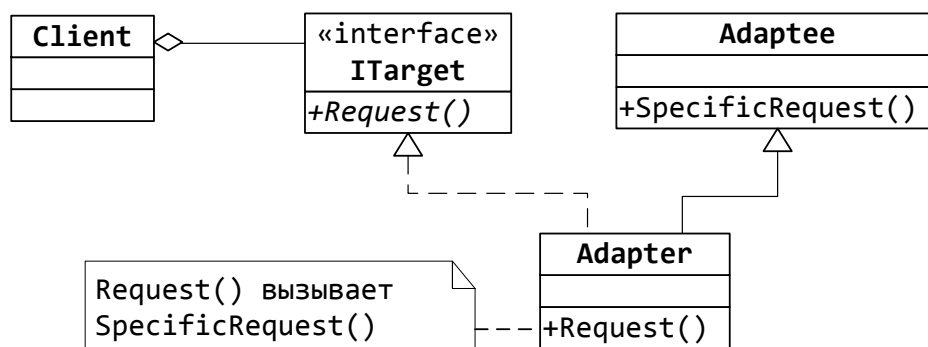 Client
«interface»
ITarget
+Request()
Adaptee
+SpecificRequest()
Adapter
+Request()
Request() вызывает
SpecificRequest()